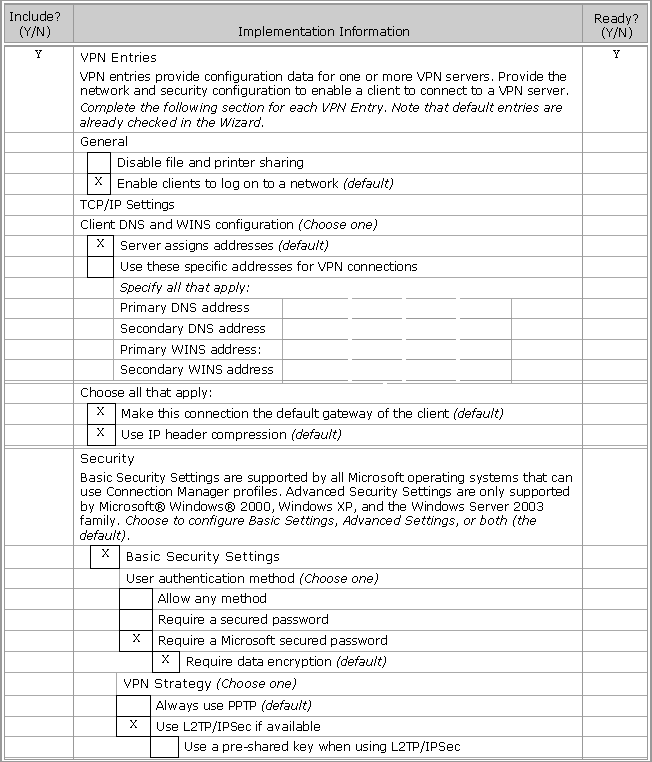 Include?
(Y/N)
Implementation Information
Ready?
(Y/N)
Y
VPN Entries
Y
VPN entries provide configuration data for one or more VPN servers. Provide the
network and security configuration to enable a client to connect to a VPN server.
Complete the following section for each VPN Entry. Note that default entries are
already checked in the Wizard.
General
Disable file and printer sharing
X Enable clients to log on to a network (default)
TCP/IP Settings
Client DNS and WINS configuration (Choose one)
X Server assigns addresses (default)
Use these specific addresses for VPN connections
Specify all that apply:
Primary DNS address
Secondary DNS address
Primary WINS address:
Secondary WINS address
Choose all that apply:
X Make this connection the default gateway of the client (default)
X Use IP header compression (default)
Security
Basic Security Settings are supported by all Microsoft operating systems that can
use Connection Manager profiles. Advanced Security Settings are only supported
by Microsoft® Windows® 2000, Windows XP, and the Windows Server 2003
family. Choose to configure Basic Settings, Advanced Settings, or both (the
default).
X Basic Security Settings
User authentication method (Choose one)
Allow any method
Require a secured password
X Require a Microsoft secured password
X Require data encryption (default)
VPN Strategy (Choose one)
Always use PPTP (default)
X Use L2TP/IPSec if available
Use a pre-shared key when using L2TP/IPSec